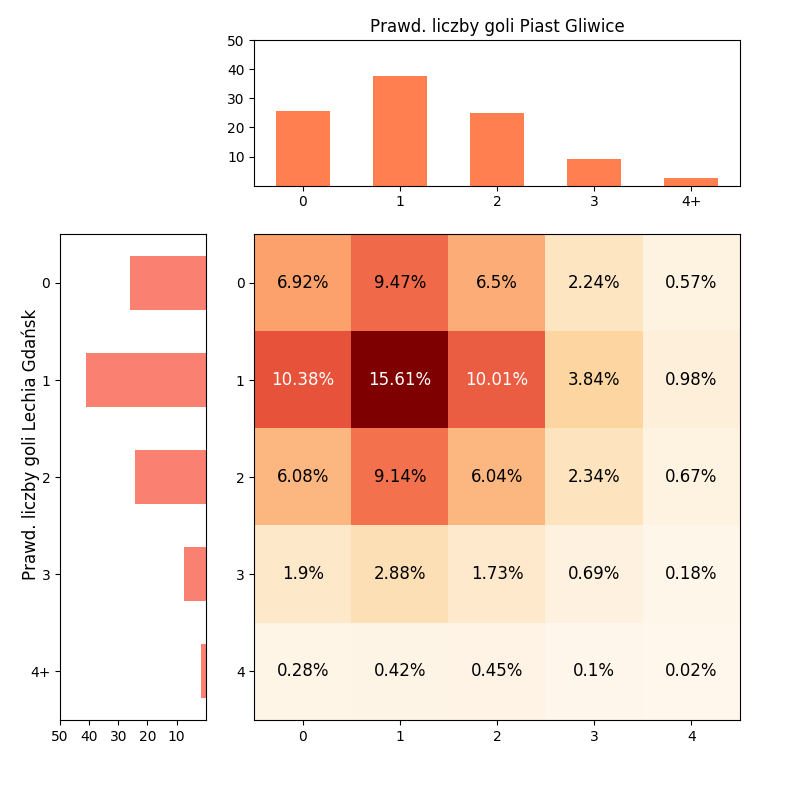 Prawd. liczby goli Piast Gliwice
50
40
30
20
10
0 1 2 3 4+
Prawd. liczby goli Lechia Gdańsk
0
1
2
3
4+
50 40 30 20 10
0 6.92% 9.47% 6.5% 2.24% 0.57%
1 10.38% 15.61% 10.01% 3.84% 0.98%
2 6.08% 9.14% 6.04% 2.34% 0.67%
3 1.9% 2.88% 1.73% 0.69% 0.18%
4 0.28% 0.42% 0.45% 0.1% 0.02%
0 1 2 3 4